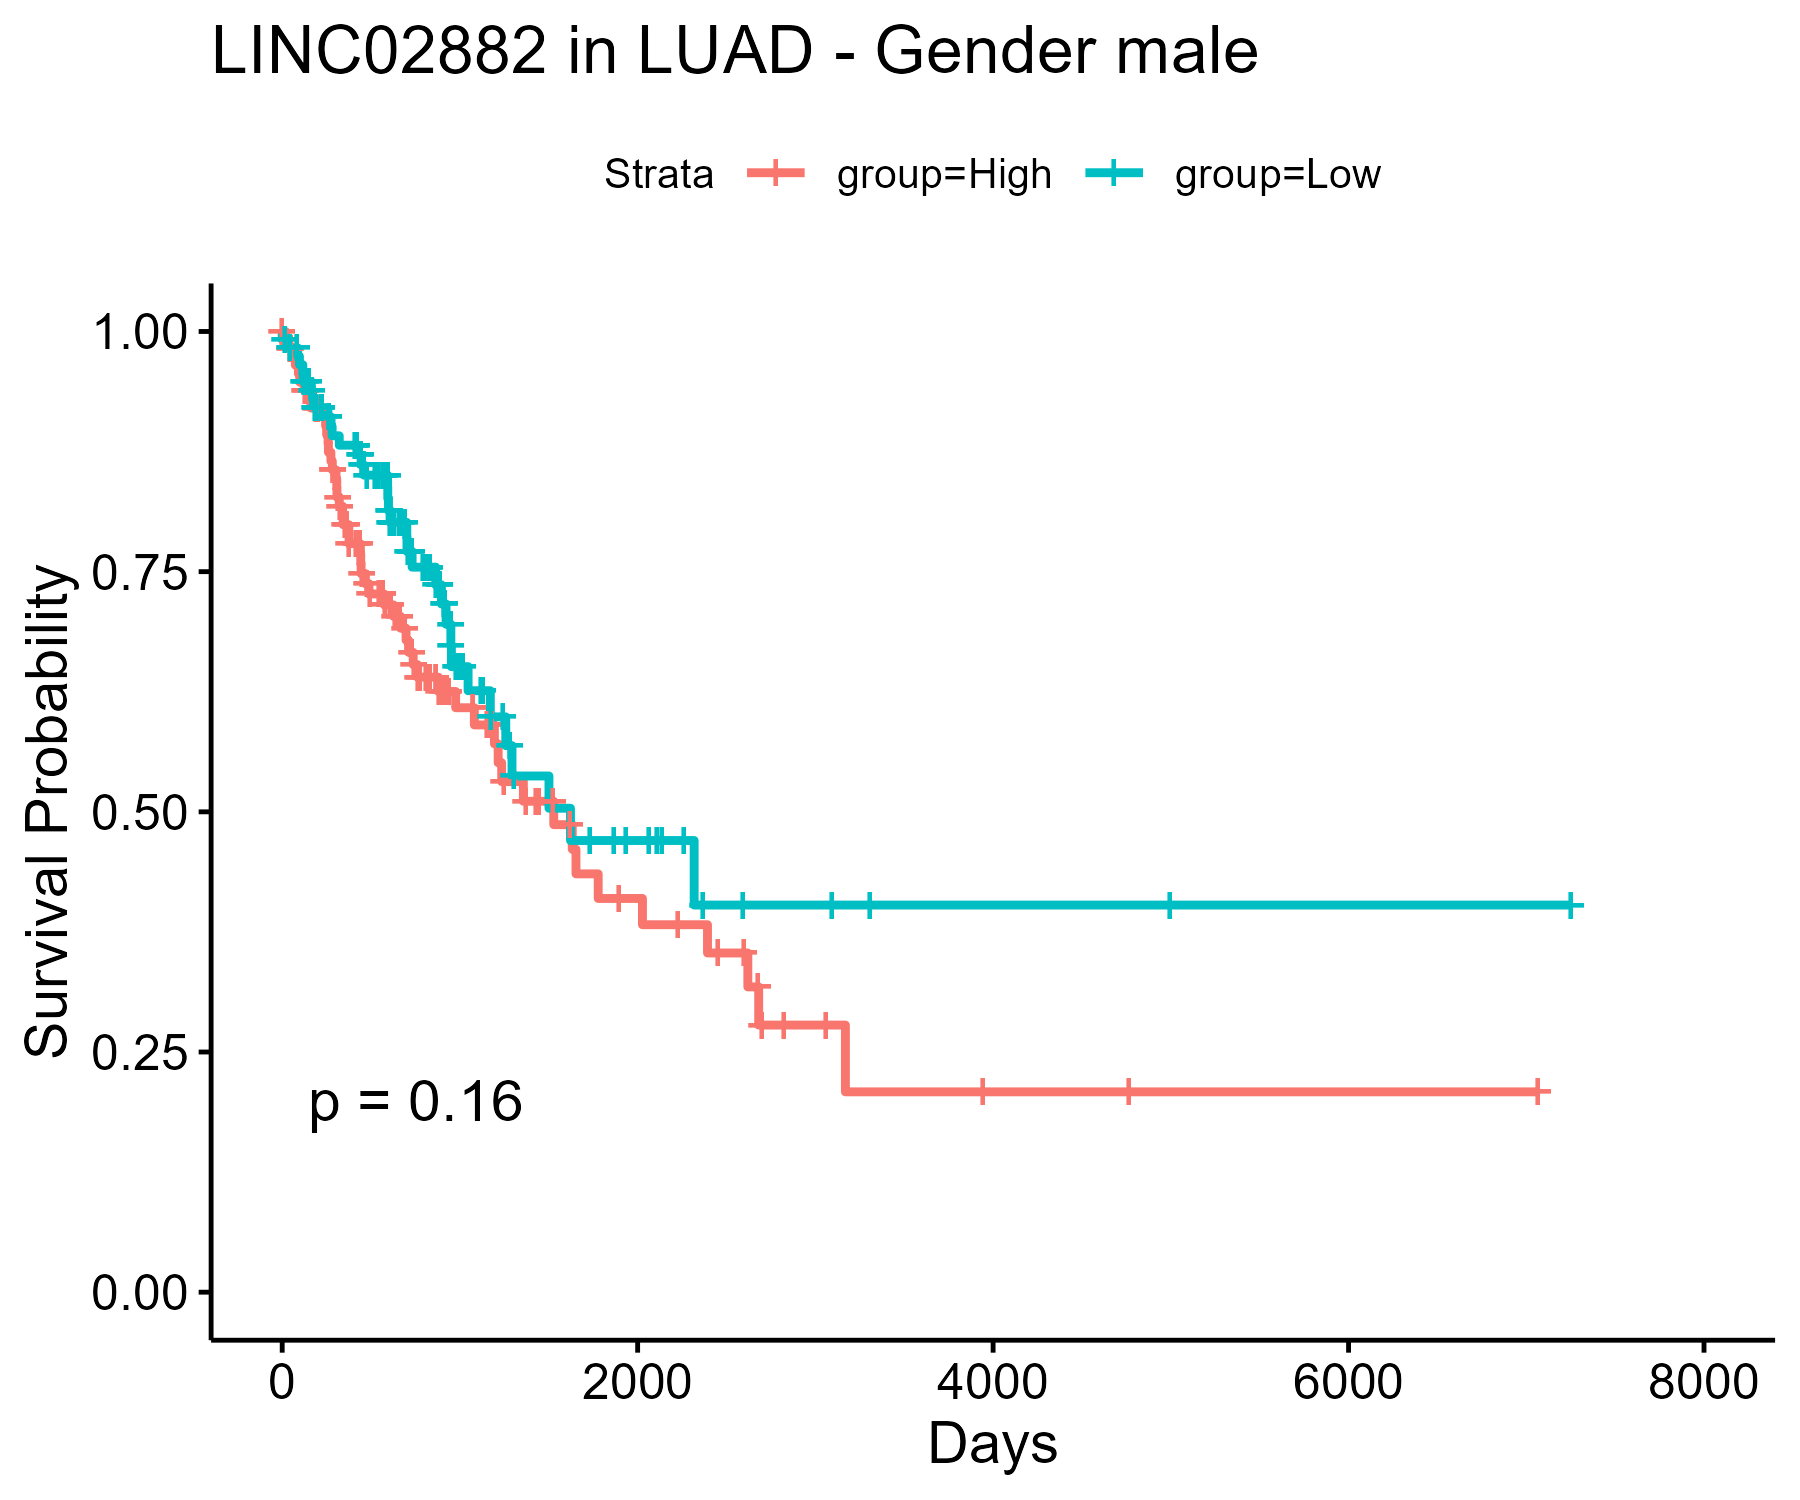 LINC02882 in LUAD - Gender male
Strata group=High group=Low
1.00
0.75
0.50
0.25
0.00
Survival Probability
p = 0.16
0 2000 4000 6000 8000
Days